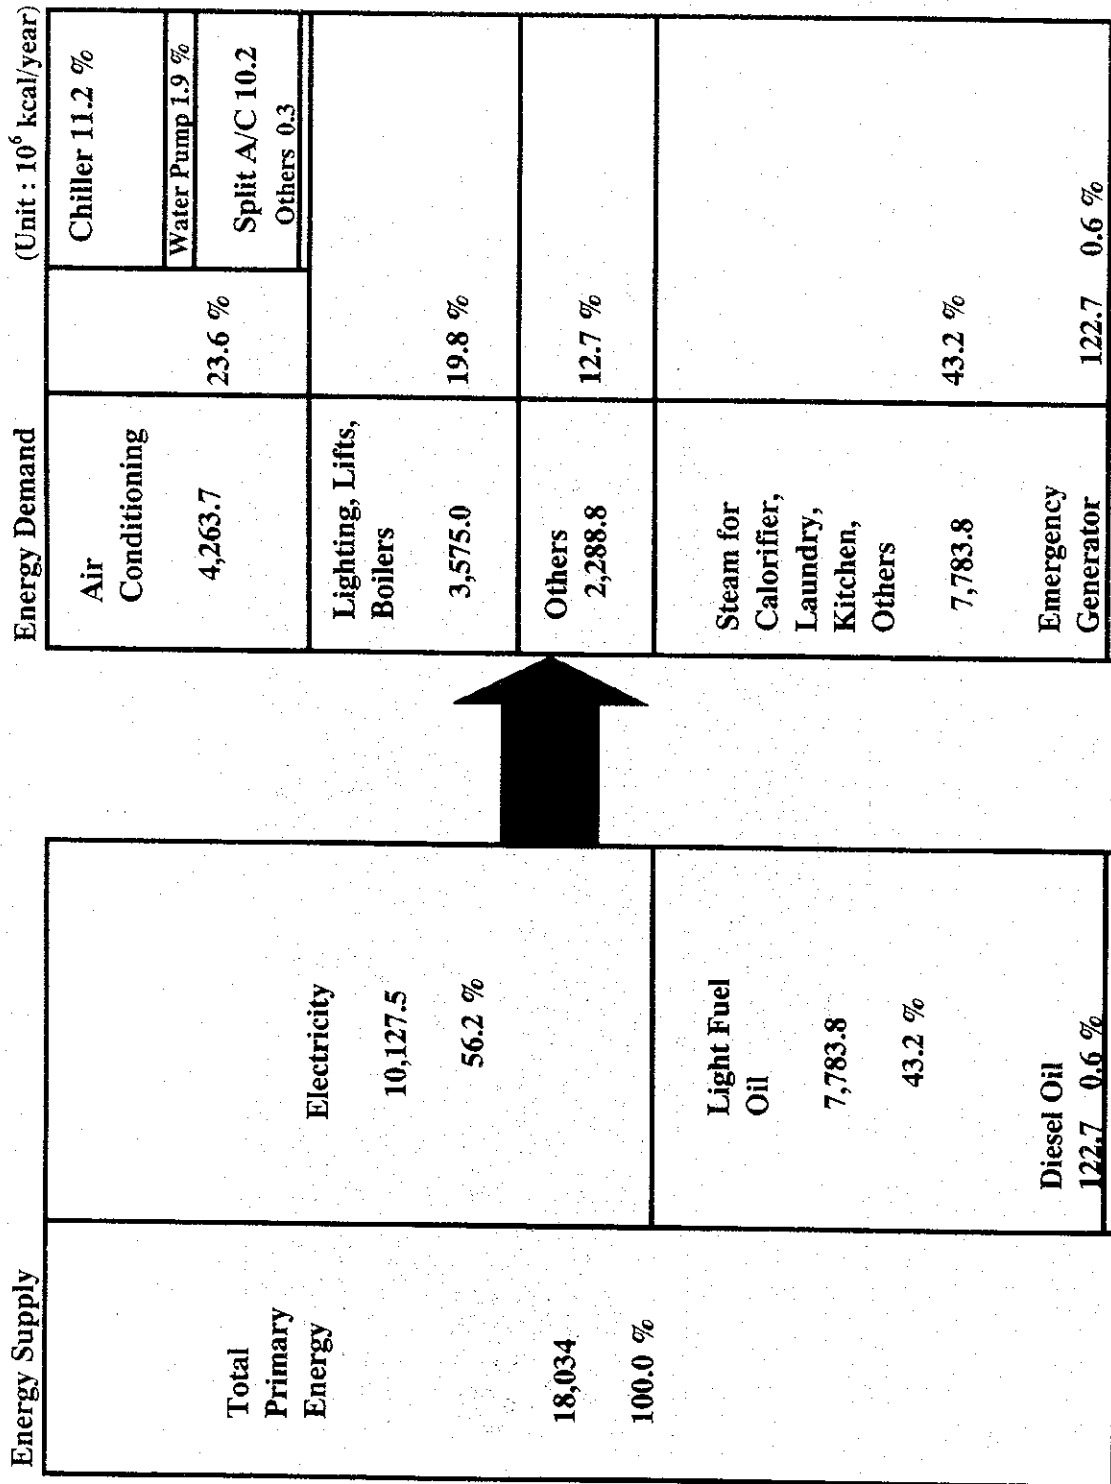 Energy Supply
Total
Primary
Energy
18,034
100.0 %
Electricity
10,127.5
56.2 %
Light Fuel
Oil
7,783.8
43.2 %
Diesel Oil
122.7 0.6 %
Energy Demand
(Unit : 10⁶ kcal/year)
Air
Conditioning
4,263.7
23.6 %
Chiller 11.2 %
Water Pump 1.9 %
Split A/C 10.2
Others 0.3
Lighting, Lifts,
Boilers
3,575.0
19.8 %
Others
2,288.8
12.7 %
Steam for
Calorifier,
Laundry,
Kitchen,
Others
7,783.8
43.2 %
Emergency
Generator
122.7 0.6 %